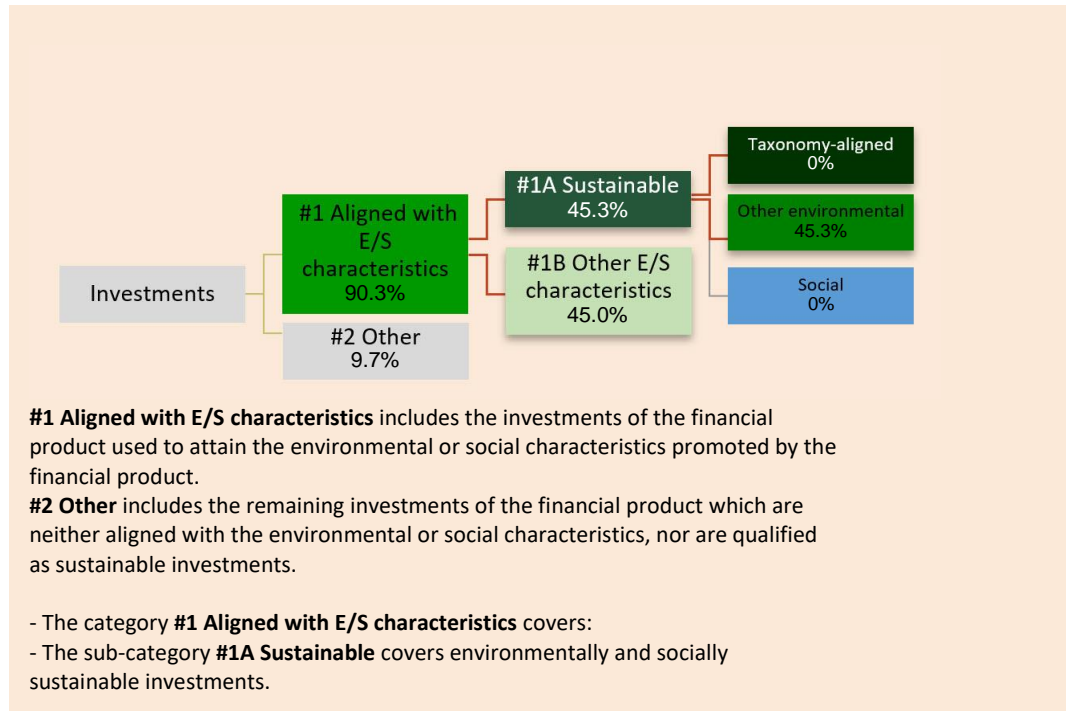 Taxonomy-aligned
0%
#1A Sustainable
45.3%
#1 Aligned with
E/S
characteristics
90.3%
Other environmental
45.3%
#1B Other E/S
characteristics
45.0%
Investments
Social
0%
#2 Other
9.7%
#1 Aligned with E/S characteristics includes the investments of the financial
product used to attain the environmental or social characteristics promoted by the
financial product.
#2 Other includes the remaining investments of the financial product which are
neither aligned with the environmental or social characteristics, nor are qualified
as sustainable investments.
- The category #1 Aligned with E/S characteristics covers:
- The sub-category #1A Sustainable covers environmentally and socially
sustainable investments.